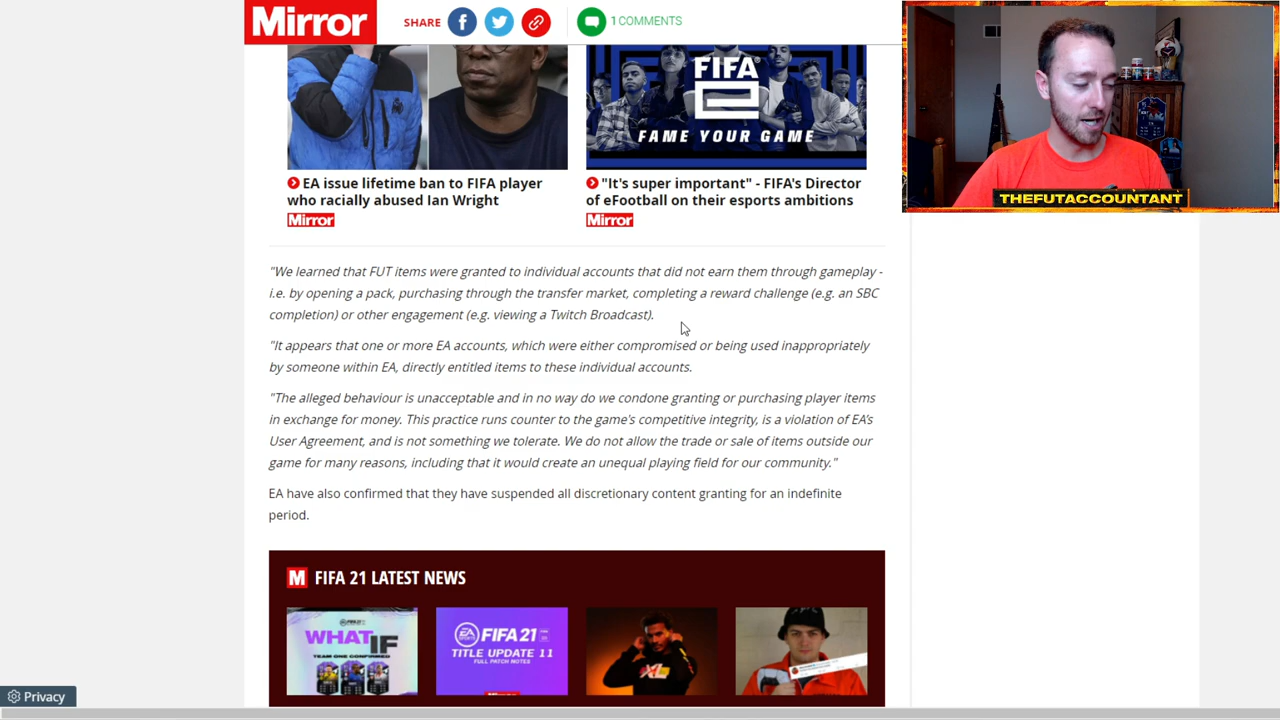 Mirror
SHARE
1 COMMENTS
FIFA
FAME YOUR GAME
THEFUTACCOUNTANT
EA issue lifetime ban to FIFA player
who racially abused Ian Wright
Mirror
"It's super important" - FIFA's Director
of eFootball on their esports ambitions
Mirror
"We learned that FUT items were granted to individual accounts that did not earn them through gameplay -
i.e. by opening a pack, purchasing through the transfer market, completing a reward challenge (e.g. an SBC
completion) or other engagement (e.g. viewing a Twitch Broadcast).
"It appears that one or more EA accounts, which were either compromised or being used inappropriately
by someone within EA, directly entitled items to these individual accounts.
"The alleged behaviour is unacceptable and in no way do we condone granting or purchasing player items
in exchange for money. This practice runs counter to the game's competitive integrity, is a violation of EA's
User Agreement, and is not something we tolerate. We do not allow the trade or sale of items outside our
game for many reasons, including that it would create an unequal playing field for our community."
EA have also confirmed that they have suspended all discretionary content granting for an indefinite
period.
M FIFA 21 LATEST NEWS
WHAT IF
TEAM ONE CONFIRMED
EA SPORTS FIFA 21
TITLE UPDATE 11
FULL PATCH NOTES
XL
Privacy